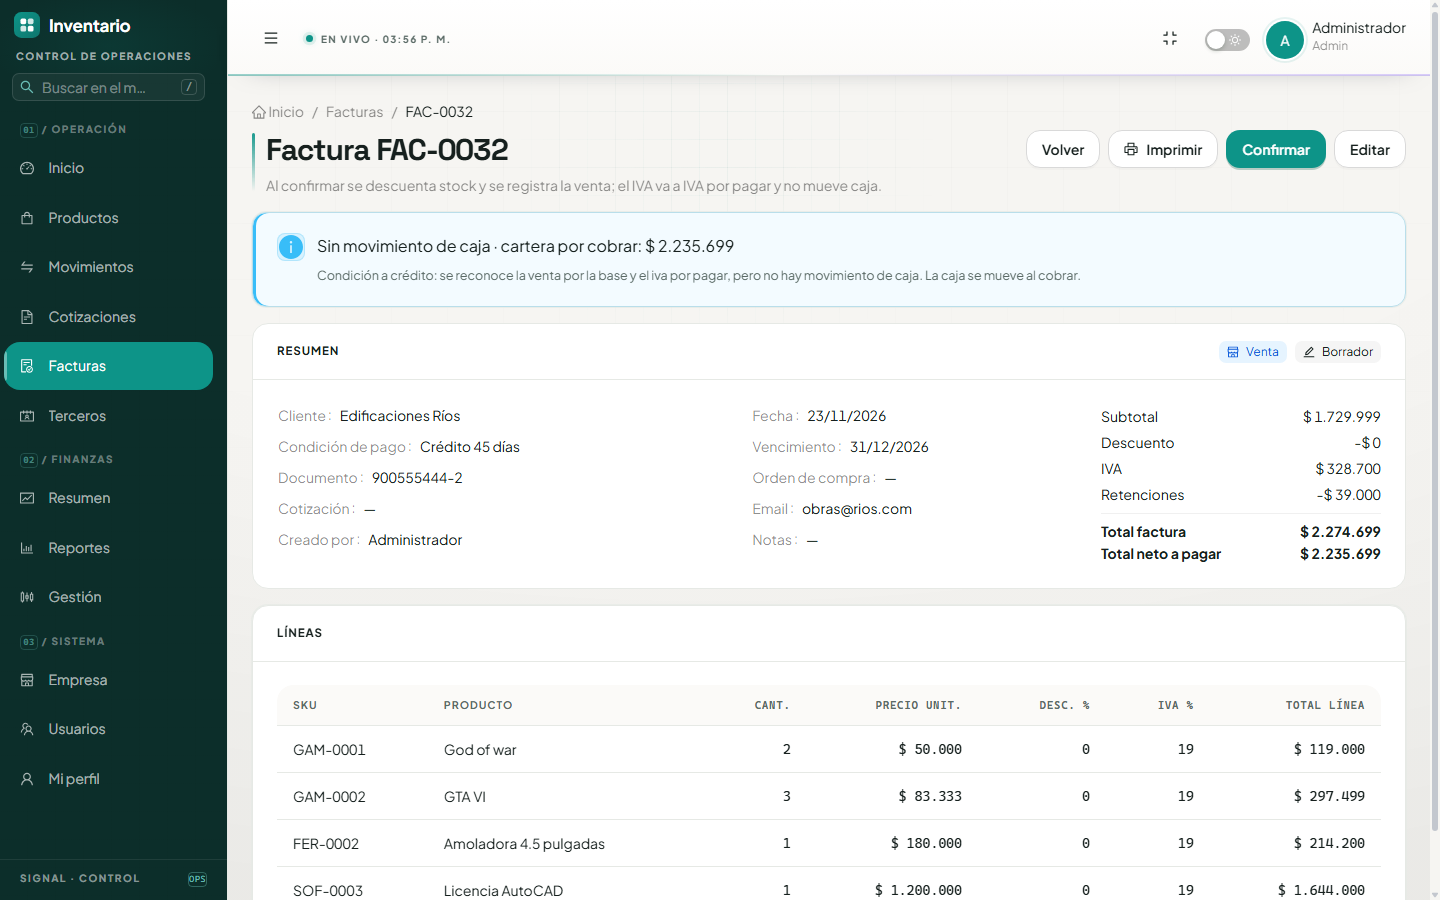 Inventario
CONTROL DE OPERACIONES
Buscar en el m... /
01 / OPERACIÓN
Inicio
Productos
Movimientos
Cotizaciones
Facturas
Terceros
02 / FINANZAS
Resumen
Reportes
Gestión
03 / SISTEMA
Empresa
Usuarios
Mi perfil
SIGNAL · CONTROL OPS
EN VIVO · 03:56 P. M.
A
Administrador
Admin
Inicio / Facturas / FAC-0032
Factura FAC-0032
Al confirmar se descuenta stock y se registra la venta; el IVA va a IVA por pagar y no mueve caja.
Volver
Imprimir
Confirmar
Editar
Sin movimiento de caja · cartera por cobrar: $ 2.235.699
Condición a crédito: se reconoce la venta por la base y el iva por pagar, pero no hay movimiento de caja. La caja se mueve al cobrar.
RESUMEN
Venta
Borrador
Cliente : Edificaciones Ríos
Condición de pago : Crédito 45 días
Documento : 900555444-2
Cotización : —
Creado por : Administrador
Fecha : 23/11/2026
Vencimiento : 31/12/2026
Orden de compra : —
Email : obras@rios.com
Notas : —
Subtotal $ 1.729.999
Descuento -$ 0
IVA $ 328.700
Retenciones -$ 39.000
Total factura $ 2.274.699
Total neto a pagar $ 2.235.699
LÍNEAS
SKU PRODUCTO CANT. PRECIO UNIT. DESC. % IVA % TOTAL LÍNEA
GAM-0001 God of war 2 $ 50.000 0 19 $ 119.000
GAM-0002 GTA VI 3 $ 83.333 0 19 $ 297.499
FER-0002 Amoladora 4.5 pulgadas 1 $ 180.000 0 19 $ 214.200
SOF-0003 Licencia AutoCAD 1 $ 1.200.000 0 19 $ 1.644.000